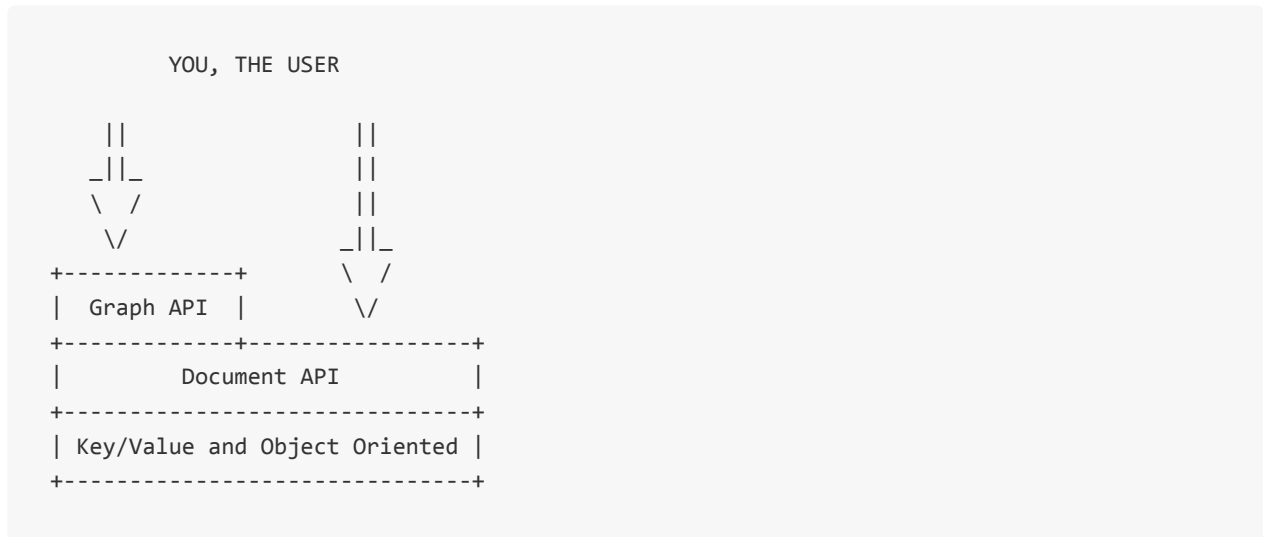 YOU, THE USER
Graph API
Document API
Key/Value and Object Oriented